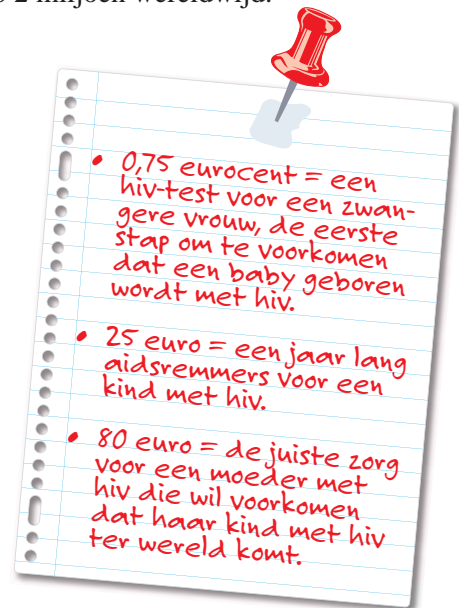 2 miljoen wereldwijd.
• 0,75 eurocent = een
hiv-test voor een zwan-
gere vrouw, de eerste
stap om te voorkomen
dat een baby geboren
wordt met hiv.
• 25 euro = een jaar lang
aidsremmers voor een
kind met hiv.
• 80 euro = de juiste zorg
voor een moeder met
hiv die wil voorkomen
dat haar kind met hiv
ter wereld komt.